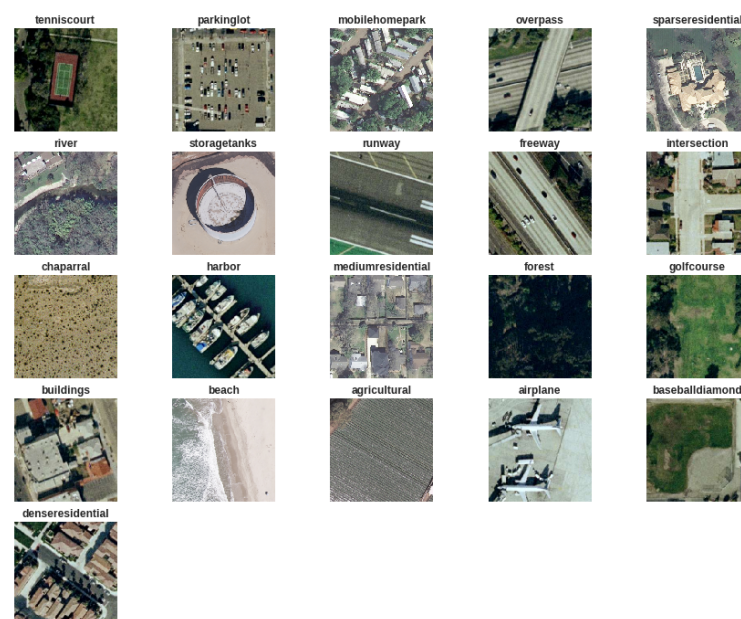 tenniscourt parkinglot mobilehomepark overpass sparseresidential
river storagetanks runway freeway intersection
chaparral harbor mediumresidential forest golfcourse
buildings beach agricultural airplane baseballdiamond
denseresidential